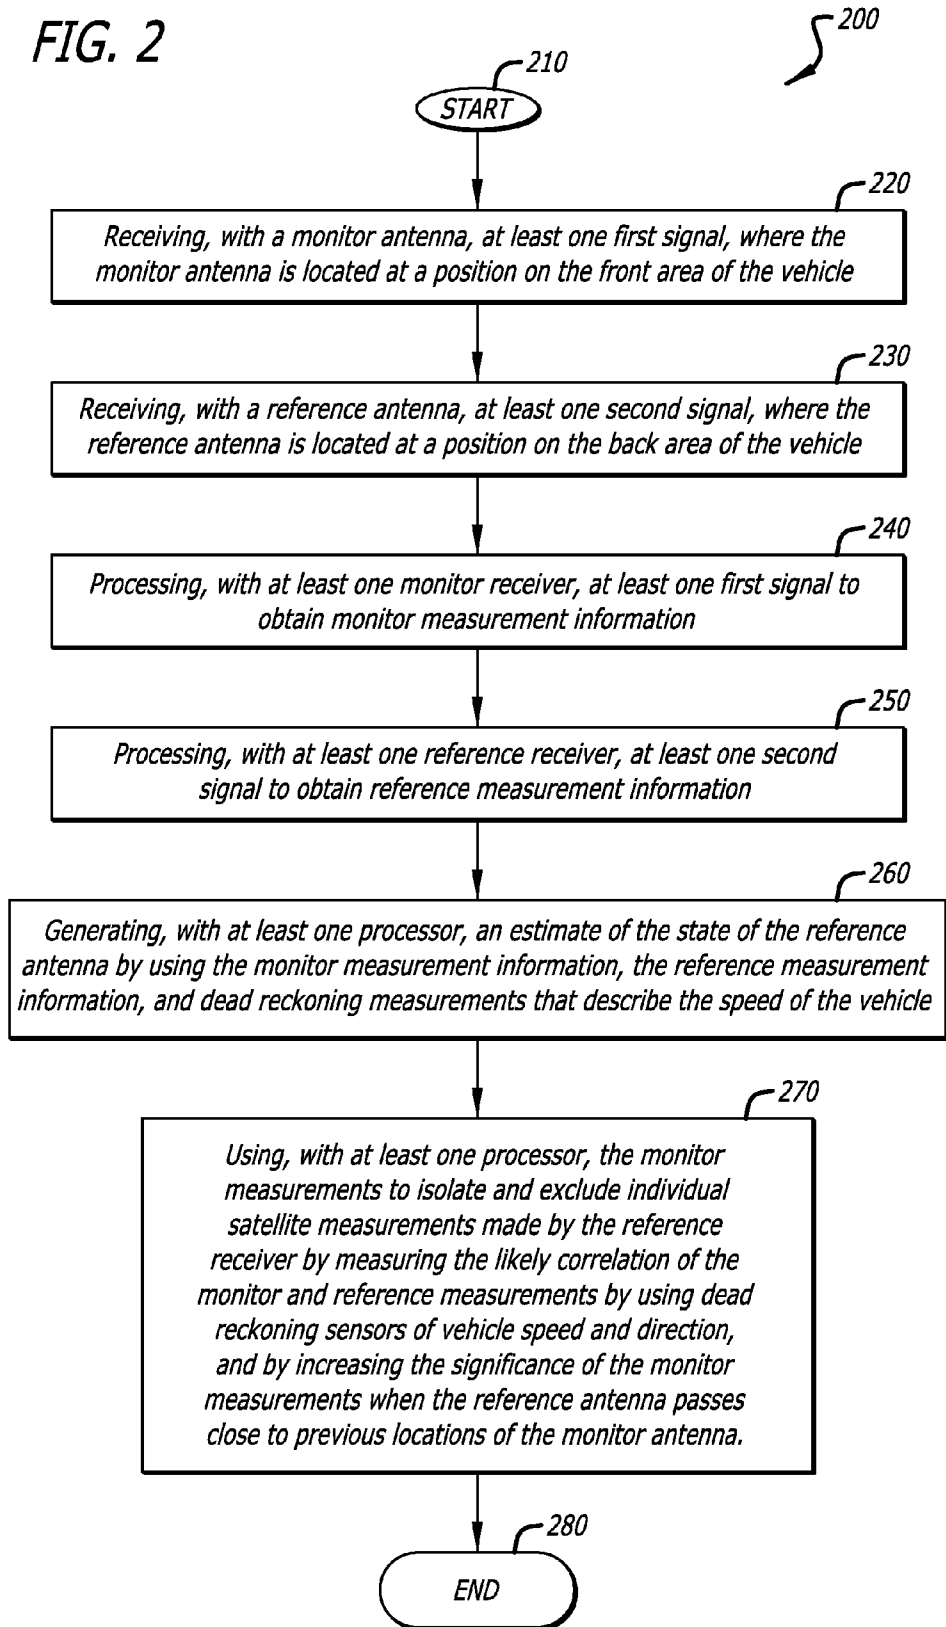 FIG. 2
200
210
START
220
Receiving, with a monitor antenna, at least one first signal, where the
monitor antenna is located at a position on the front area of the vehicle
230
Receiving, with a reference antenna, at least one second signal, where the
reference antenna is located at a position on the back area of the vehicle
240
Processing, with at least one monitor receiver, at least one first signal to
obtain monitor measurement information
250
Processing, with at least one reference receiver, at least one second
signal to obtain reference measurement information
260
Generating, with at least one processor, an estimate of the state of the reference
antenna by using the monitor measurement information, the reference measurement
information, and dead reckoning measurements that describe the speed of the vehicle
270
Using, with at least one processor, the monitor
measurements to isolate and exclude individual
satellite measurements made by the reference
receiver by measuring the likely correlation of the
monitor and reference measurements by using dead
reckoning sensors of vehicle speed and direction,
and by increasing the significance of the monitor
measurements when the reference antenna passes
close to previous locations of the monitor antenna.
280
END